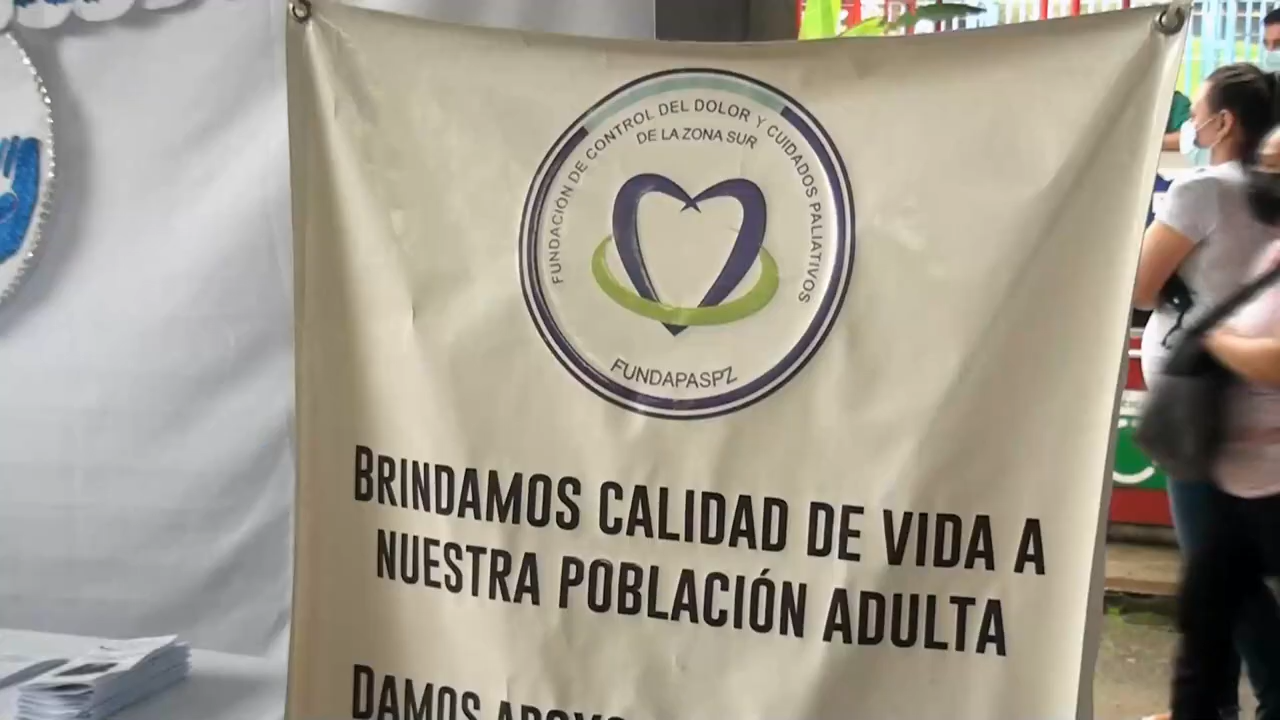 FUNDACIÓN DE CONTROL DEL DOLOR Y CUIDADOS PALIATIVOS
DE LA ZONA SUR
FUNDAPASPZ
BRINDAMOS CALIDAD DE VIDA A
NUESTRA POBLACIÓN ADULTA
DAMOS